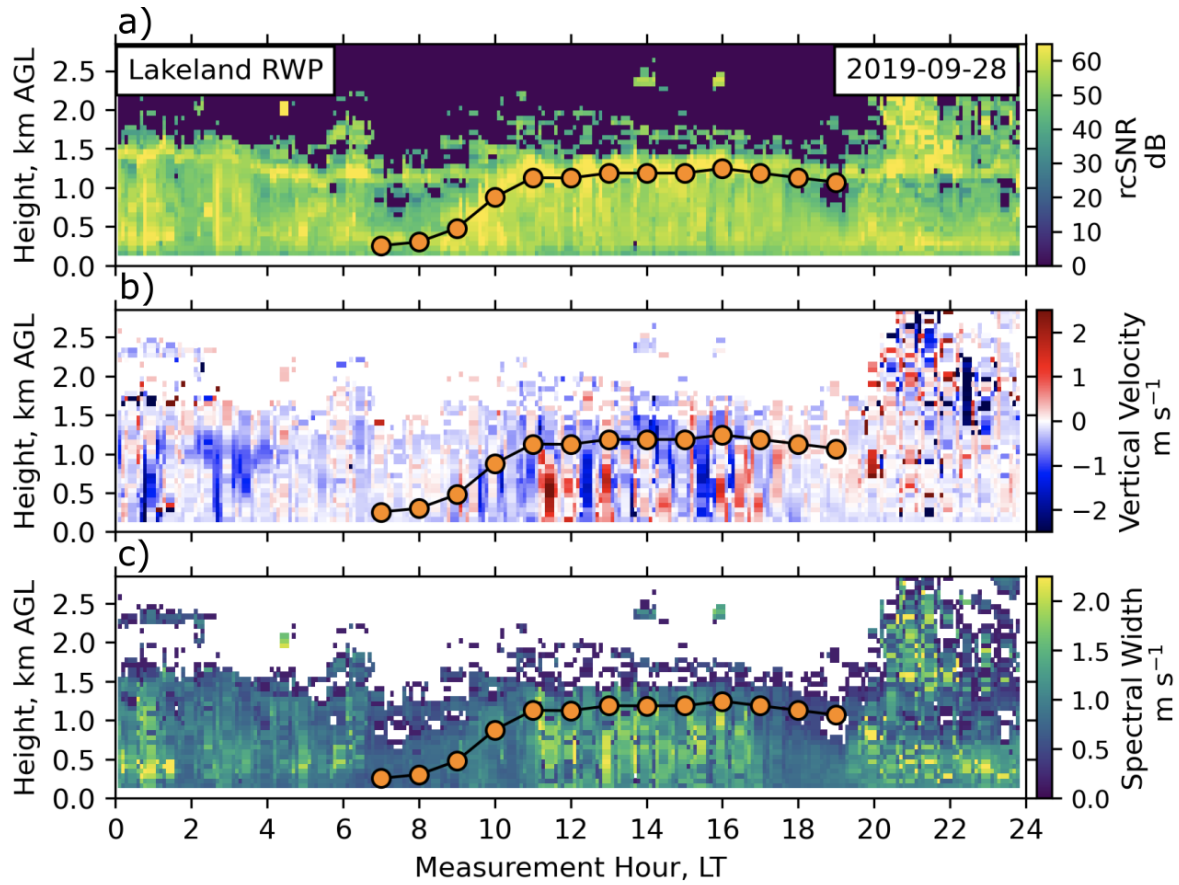 a)
Lakeland RWP
2019-09-28
Height, km AGL
2.5
2.0
1.5
1.0
0.5
0.0
60
50
40
30
20
10
0
rcSNR
dB
b)
Height, km AGL
2.5
2.0
1.5
1.0
0.5
0.0
2
1
0
−1
−2
Vertical Velocity
m s⁻¹
c)
Height, km AGL
2.5
2.0
1.5
1.0
0.5
0.0
2.0
1.5
1.0
0.5
0.0
Spectral Width
m s⁻¹
0 2 4 6 8 10 12 14 16 18 20 22 24
Measurement Hour, LT